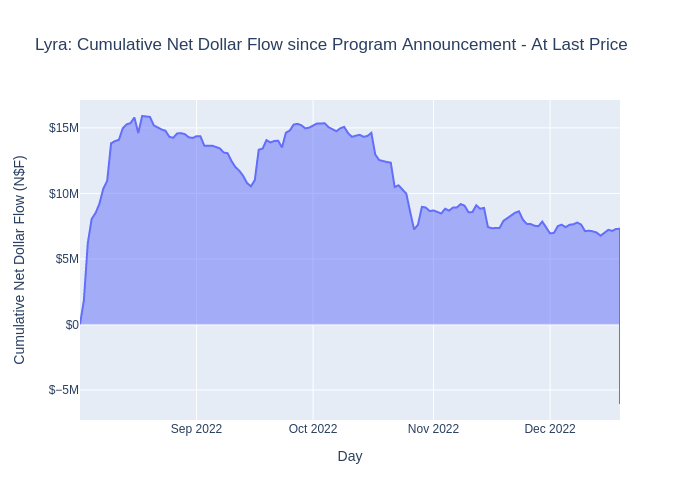 Lyra: Cumulative Net Dollar Flow since Program Announcement - At Last Price
Cumulative Net Dollar Flow (N$F)
$15M
$10M
$5M
$0
$−5M
Sep 2022
Oct 2022
Nov 2022
Dec 2022
Day